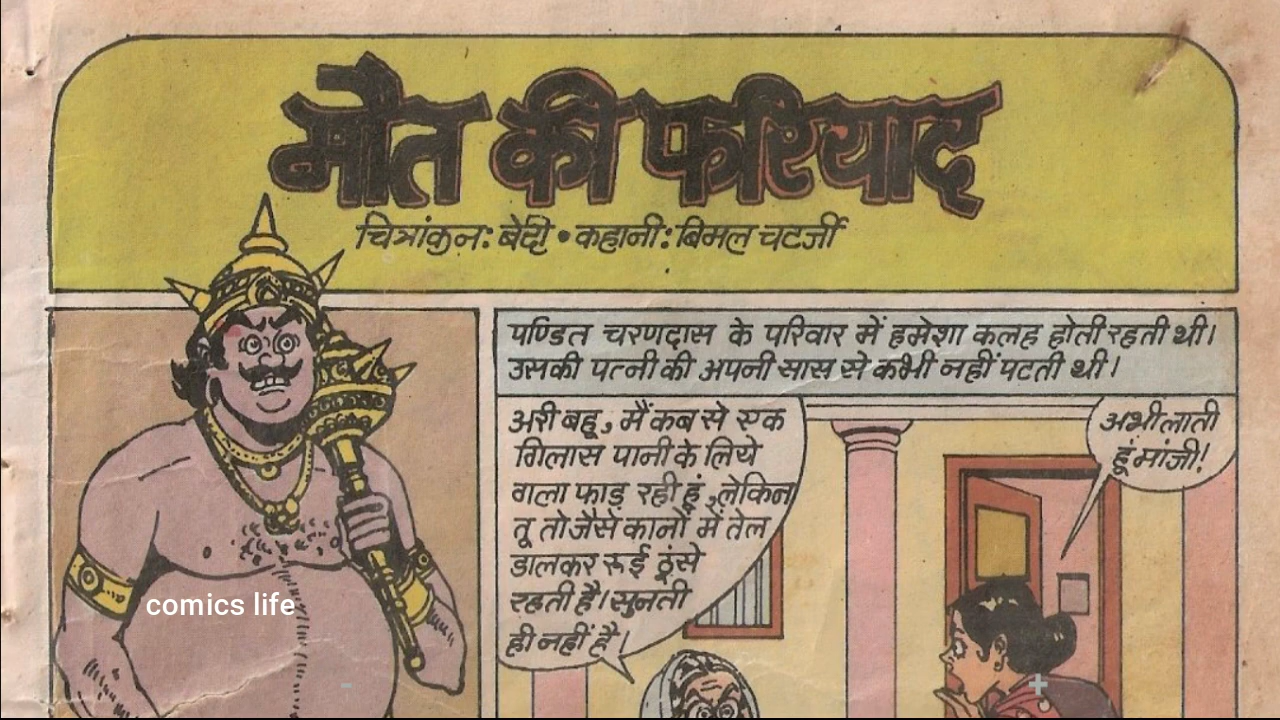 मौत की फरियाद
चित्रांकन: बेदी • कहानी: बिमल चटर्जी
पण्डित चरणदास के परिवार में हमेशा कलह होती रहती थी।
उसकी पत्नी की अपनी सास से कभी नहीं पटती थी।
अरी बहू, मैं कब से एक
गिलास पानी के लिये
गला फाड़ रही हूं, लेकिन
तू तो जैसे कानों में तेल
डालकर रूई ठूंसे
रहती है। सुनती
ही नहीं है!
अभी लाती
हूं मांजी!
comics life